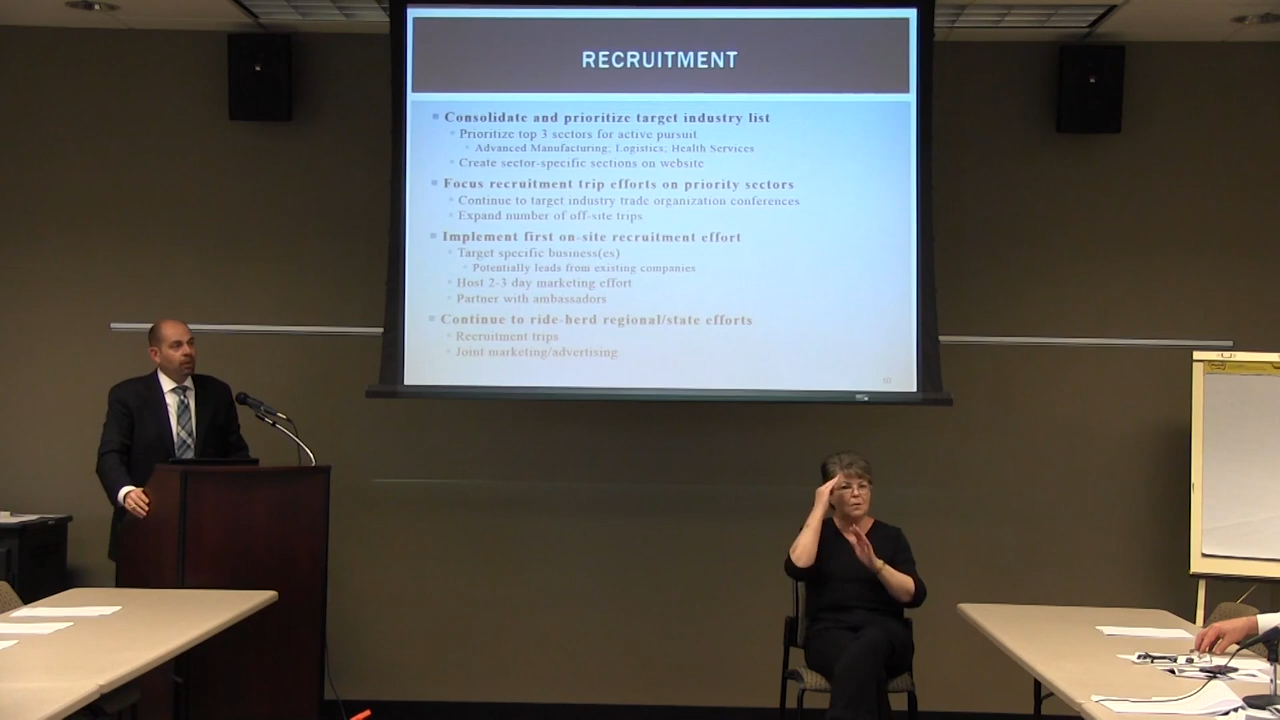 RECRUITMENT
Consolidate and prioritize target industry list
Prioritize top 3 sectors for active pursuit
Advanced Manufacturing; Logistics; Health Services
Create sector-specific sections on website
Focus recruitment trip efforts on priority sectors
Continue to target industry trade organization conferences
Expand number of off-site trips
Implement first on-site recruitment effort
Target specific business(es)
Potentially leads from existing companies
Host 2-3 day marketing effort
Partner with ambassadors
Continue to ride-herd regional/state efforts
Recruitment trips
Joint marketing/advertising